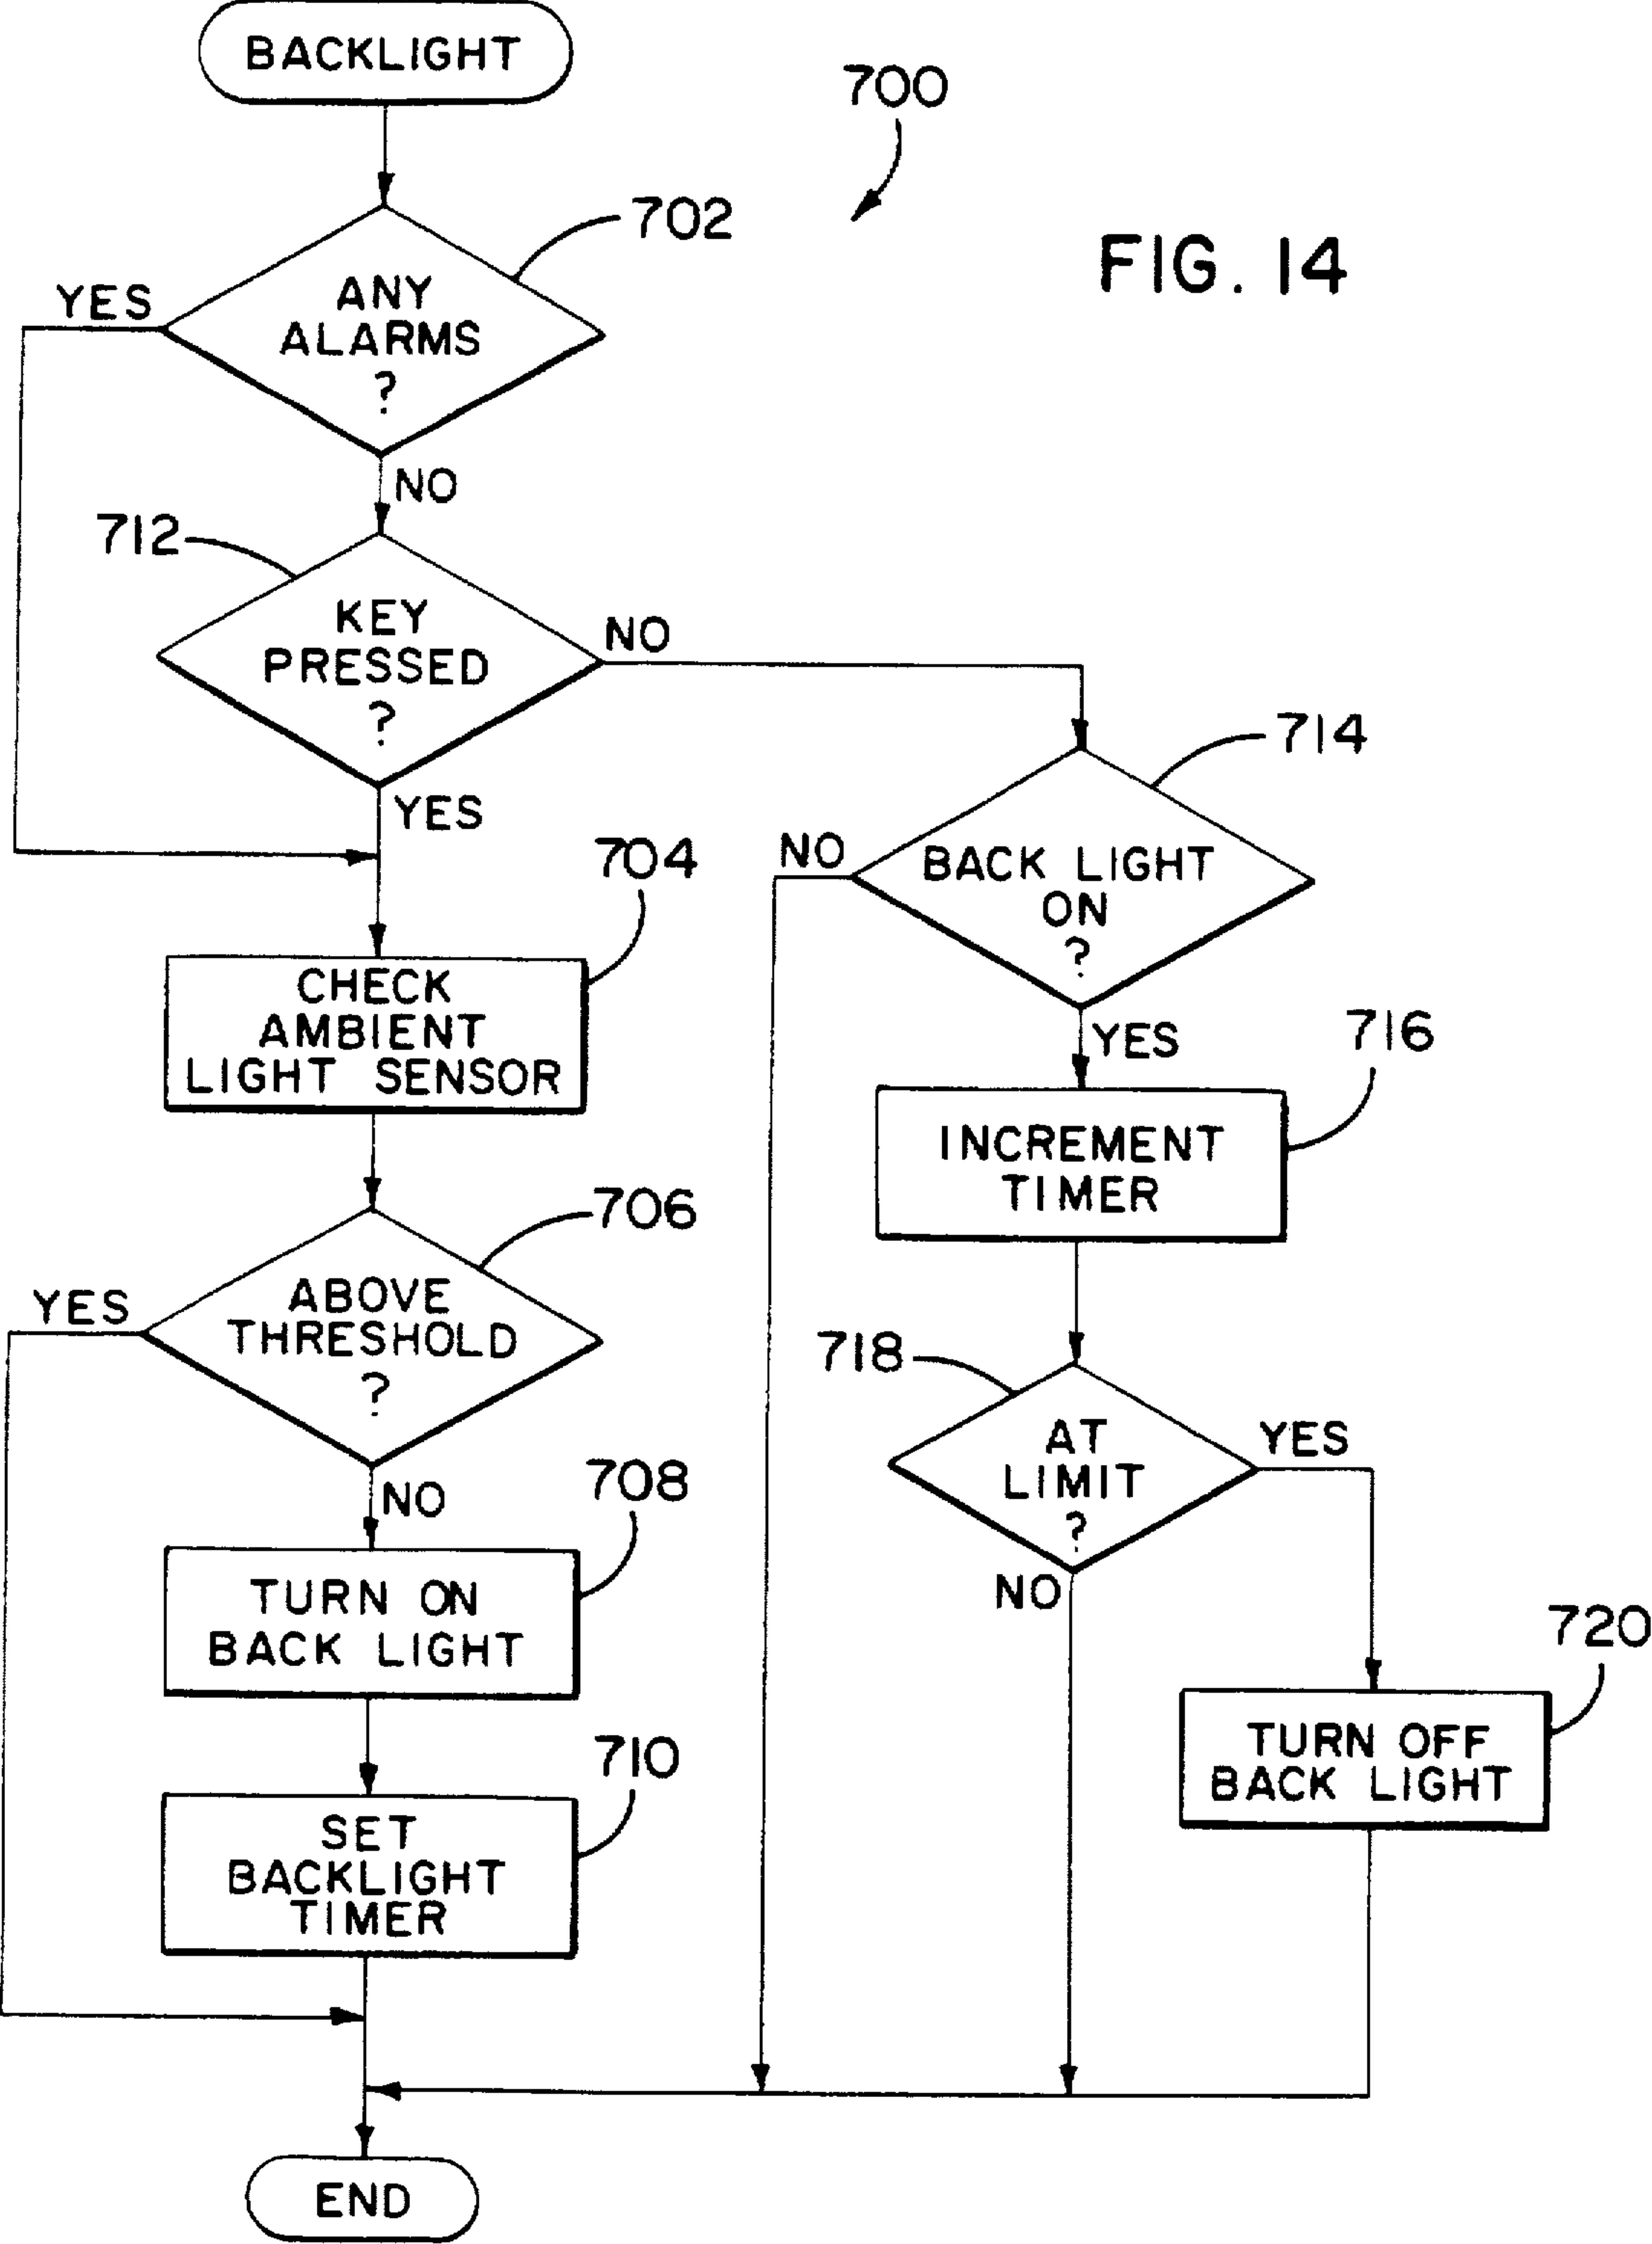 BACKLIGHT
700
FIG. 14
702
YES
ANY
ALARMS
?
NO
712
KEY
PRESSED
?
NO
YES
714
NO
BACK LIGHT
ON
?
YES
704
CHECK
AMBIENT
LIGHT SENSOR
716
INCREMENT
TIMER
706
YES
ABOVE
THRESHOLD
?
NO
718
AT
LIMIT
?
YES
NO
708
TURN ON
BACK LIGHT
720
TURN OFF
BACK LIGHT
710
SET
BACKLIGHT
TIMER
END